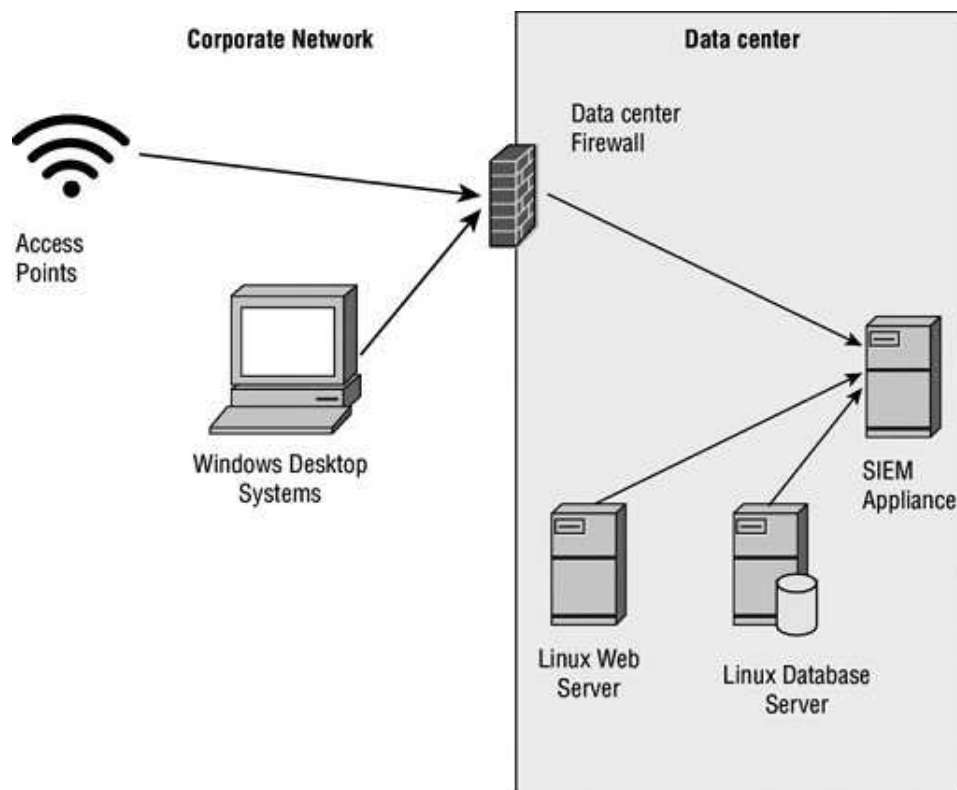 Corporate Network
Data center
Data center
Firewall
Access
Points
Windows Desktop
Systems
SIEM
Appliance
Linux Web
Server
Linux Database
Server